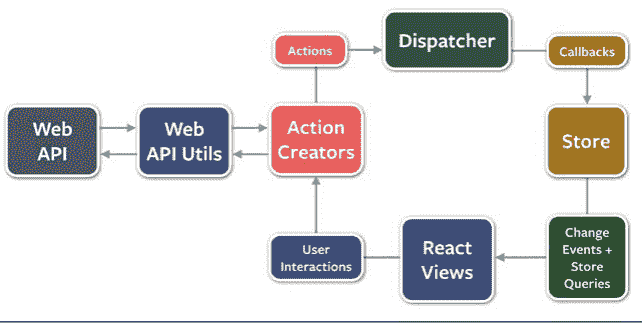 Actions
Dispatcher
Callbacks
Web
API
Web
API Utils
Action
Creators
Store
User
Interactions
React
Views
Change
Events +
Store
Queries